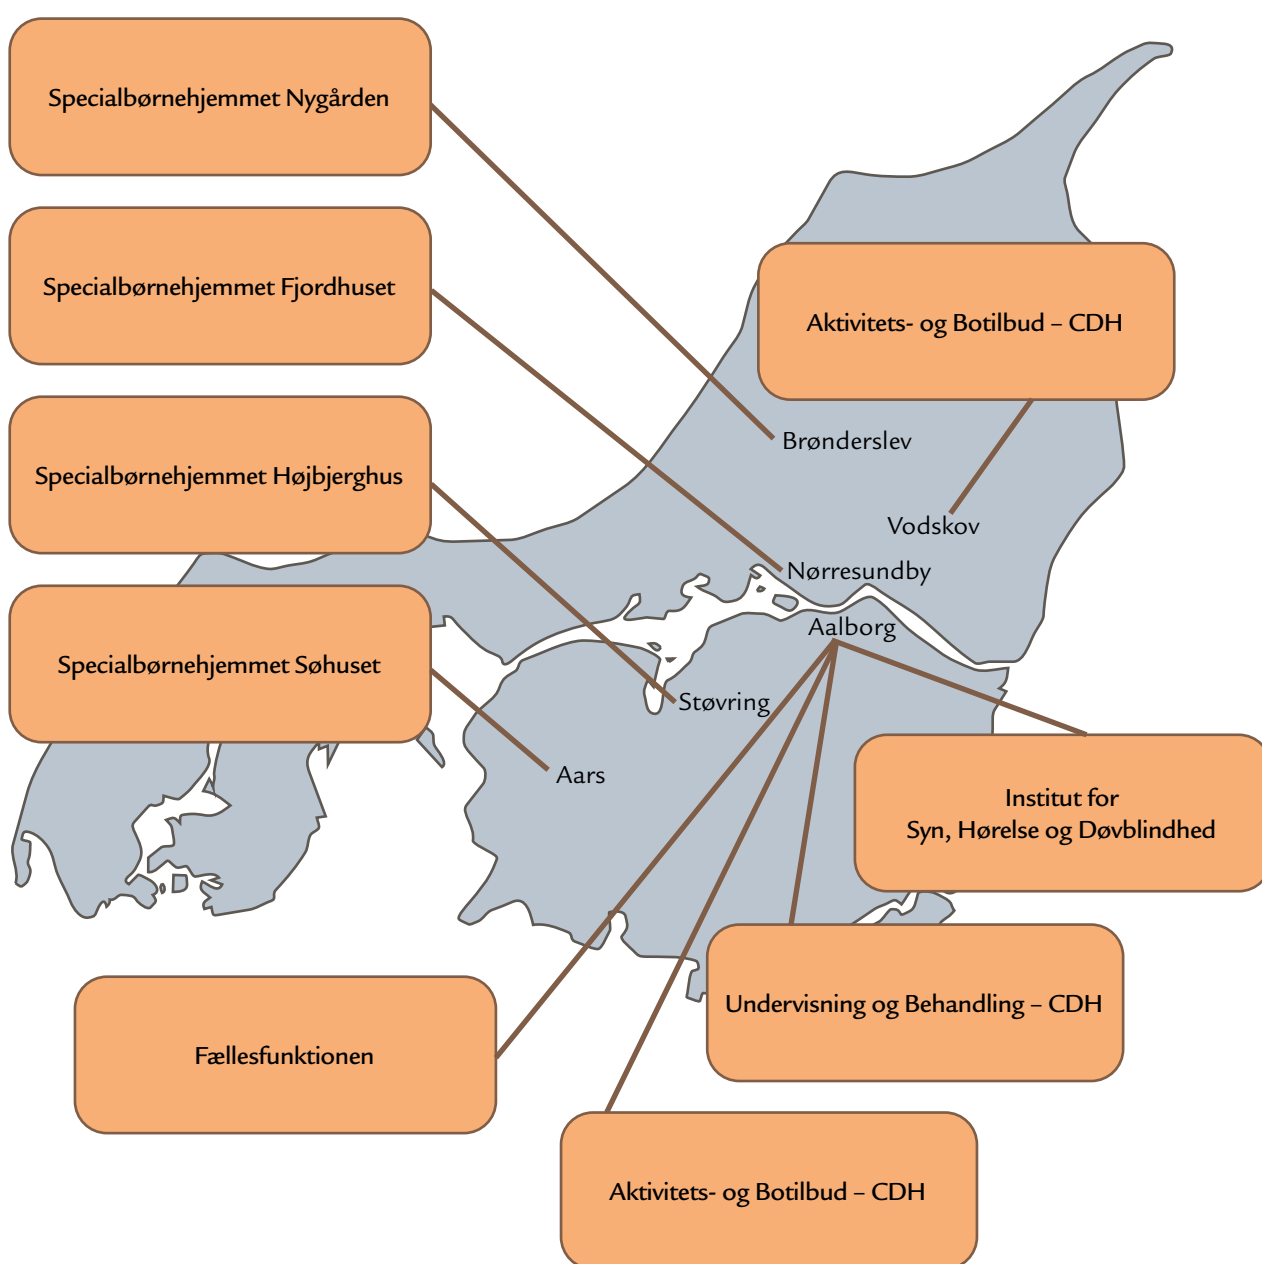 Specialbørnehjemmet Nygården
Specialbørnehjemmet Fjordhuset
Aktivitets- og Botilbud – CDH
Brønderslev
Specialbørnehjemmet Højbjerghus
Vodskov
Nørresundby
Aalborg
Specialbørnehjemmet Søhuset
Støvring
Aars
Institut for
Syn, Hørelse og Døvblindhed
Undervisning og Behandling – CDH
Fællesfunktionen
Aktivitets- og Botilbud – CDH